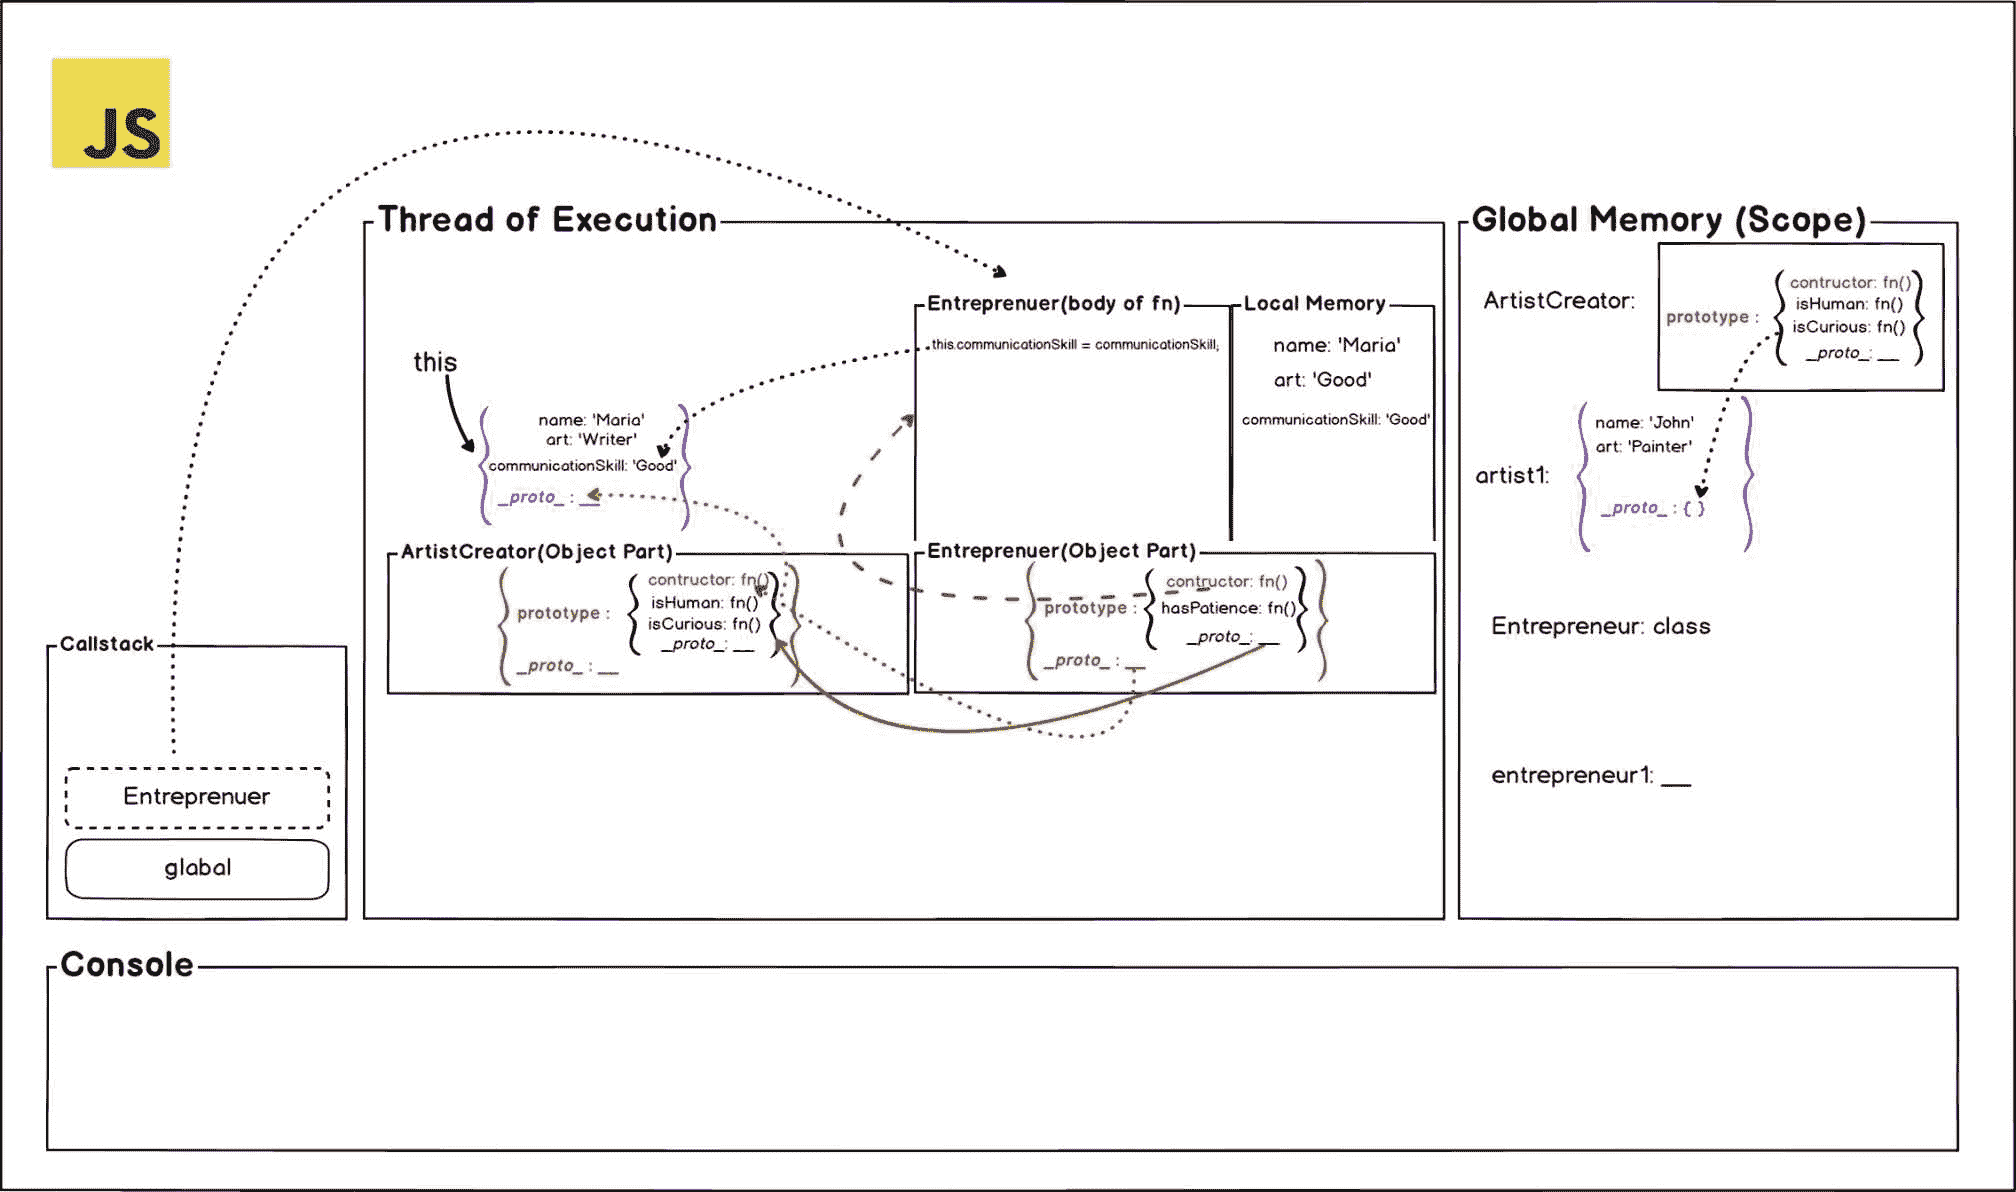 JS
Thread of Execution
this
name: 'Maria'
art: 'Writer'
communicationSkill: 'Good'
_proto_ : __
Entreprenuer(body of fn)
this.communicationSkill = communicationSkill;
Local Memory
name: 'Maria'
art: 'Good'
communicationSkill: 'Good'
ArtistCreator(Object Part)
prototype :
contructor: fn()
isHuman: fn()
isCurious: fn()
_proto_: __
_proto_ : __
Entreprenuer(Object Part)
prototype :
contructor: fn()
hasPatience: fn()
_proto_: __
_proto_ : __
Global Memory (Scope)
ArtistCreator:
prototype :
contructor: fn()
isHuman: fn()
isCurious: fn()
_proto_: __
artist1:
name: 'John'
art: 'Painter'
_proto_ : { }
Entrepreneur: class
entrepreneur1: __
Callstack
Entreprenuer
glabal
Console